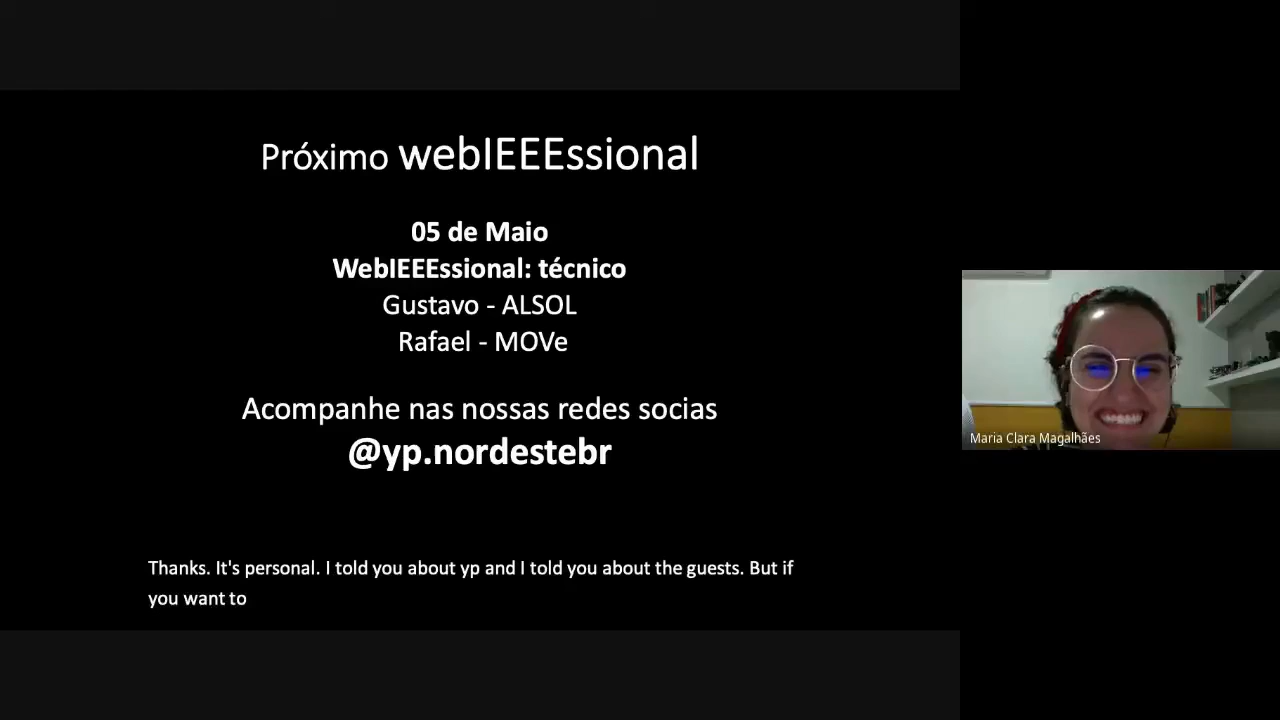 Próximo webIEEEssional
05 de Maio
WebIEEEssional: técnico
Gustavo - ALSOL
Rafael - MOVe
Acompanhe nas nossas redes socias
@yp.nordestebr
Maria Clara Magalhães
Thanks. It's personal. I told you about yp and I told you about the guests. But if
you want to